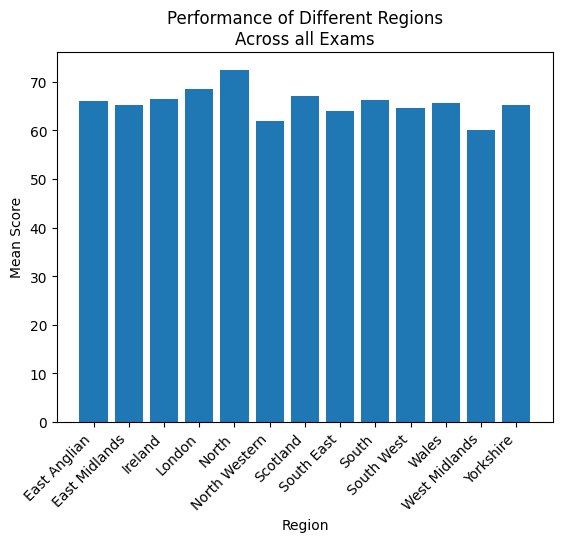 Performance of Different Regions
Across all Exams
Mean Score
70
60
50
40
30
20
10
0
East Anglian
East Midlands
Ireland
London
North
North Western
Scotland
South East
South
South West
Wales
West Midlands
Yorkshire
Region